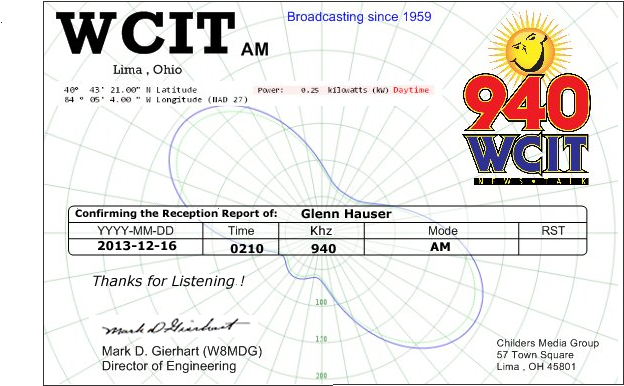 WCIT AM
Broadcasting since 1959
Lima , Ohio
40° 43' 21.00" N Latitude
84 ° 05' 4.00 " W Longitude (NAD 27)
Power: 0.25 kilowatts (kW) Daytime
940
WCIT
NEWS • TALK
Confirming the Reception Report of: Glenn Hauser
YYYY-MM-DD Time Khz Mode RST
2013-12-16 0210 940 AM
Thanks for Listening !
100
150
200
Mark D Gierhart
Mark D. Gierhart (W8MDG)
Director of Engineering
Childers Media Group
57 Town Square
Lima , OH 45801